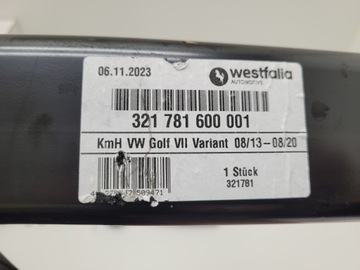 06.11.2023
westfalia
AUTOMOTIVE
321 781 600 001
KmH VW Golf VII Variant 08/13-08/20
1 Stück
321781